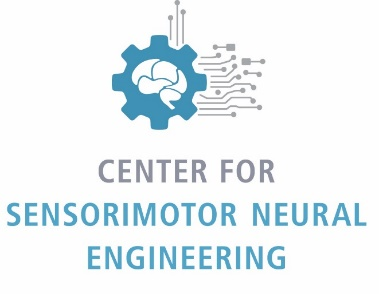 CENTER FOR
SENSORIMOTOR NEURAL
ENGINEERING